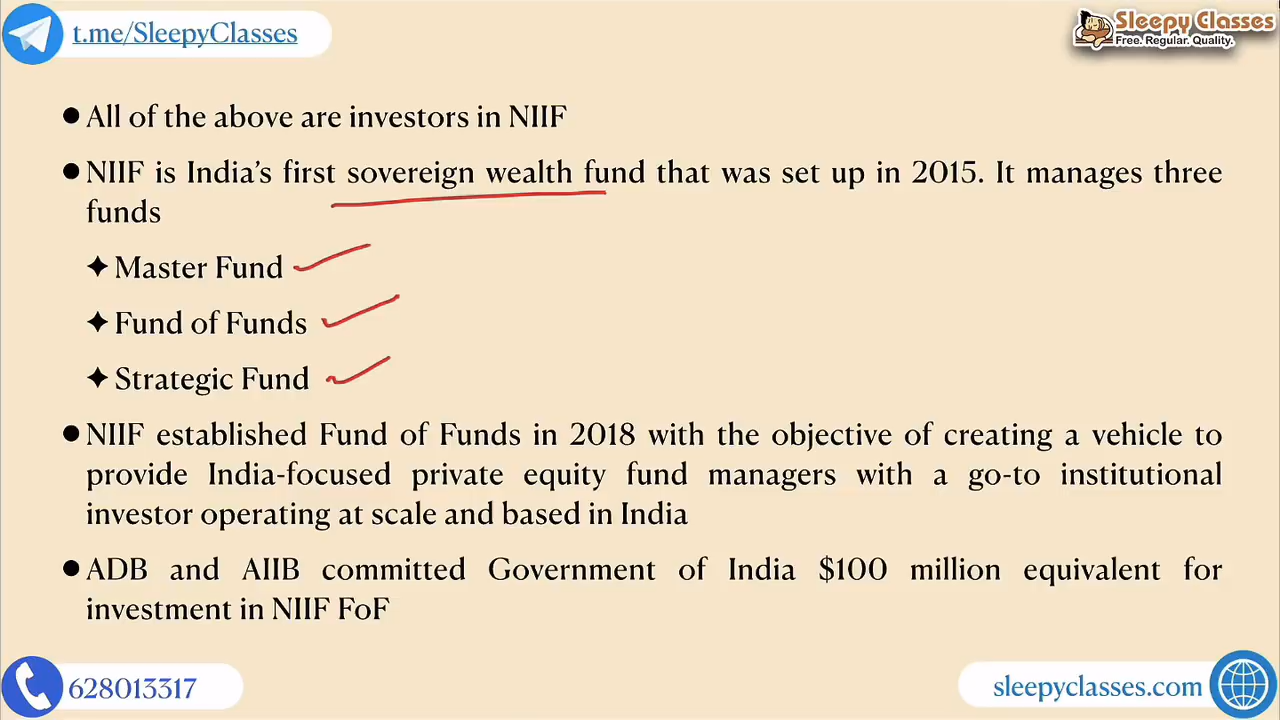 t.me/SleepyClasses
Sleepy Classes
Free. Regular. Quality.
● All of the above are investors in NIIF
● NIIF is India’s first sovereign wealth fund that was set up in 2015. It manages three
funds
✦ Master Fund
✦ Fund of Funds
✦ Strategic Fund
● NIIF established Fund of Funds in 2018 with the objective of creating a vehicle to
provide India-focused private equity fund managers with a go-to institutional
investor operating at scale and based in India
● ADB and AIIB committed Government of India $100 million equivalent for
investment in NIIF FoF
628013317
sleepyclasses.com